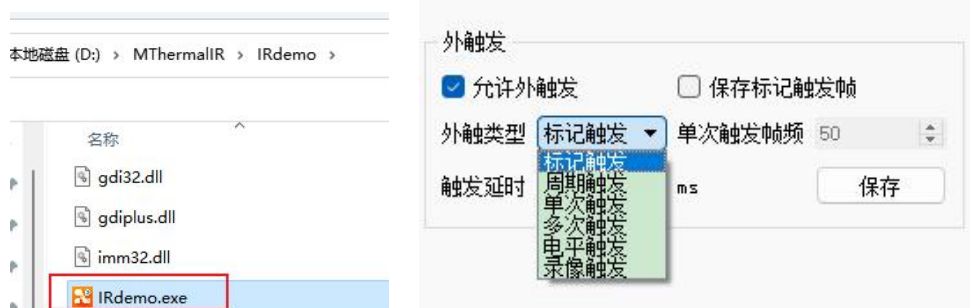 本地磁盘 (D:) › MThermalIR › IRdemo ›
名称
gdi32.dll
gdiplus.dll
imm32.dll
IRdemo.exe
外触发
允许外触发 保存标记触发帧
外触类型 标记触发 单次触发帧频 50
标记触发
周期触发
触发延时 ms 保存
单次触发
多次触发
电平触发
录像触发